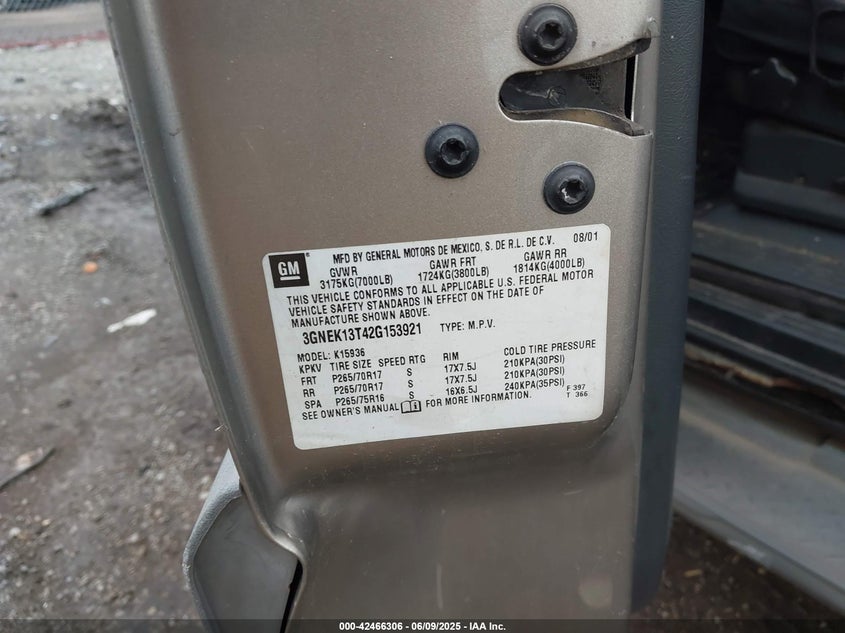 GM
MFD BY GENERAL MOTORS DE MEXICO, S. DE R.L. DE C.V. 08/01
GVWR GAWR FRT GAWR RR
3175KG(7000LB) 1724KG(3800LB) 1814KG(4000LB)
THIS VEHICLE CONFORMS TO ALL APPLICABLE U.S. FEDERAL MOTOR
VEHICLE SAFETY STANDARDS IN EFFECT ON THE DATE OF
MANUFACTURE SHOWN ABOVE.
3GNEK13T42G153921 TYPE: M.P.V.
MODEL: K15936
KPKV TIRE SIZE SPEED RTG RIM COLD TIRE PRESSURE
FRT P265/70R17 S 17X7.5J 210KPA(30PSI)
RR P265/70R17 S 17X7.5J 210KPA(30PSI)
SPA P265/75R16 S 16X6.5J 240KPA(35PSI)
SEE OWNER'S MANUAL FOR MORE INFORMATION.
F 397
T 366
000-42466306 - 06/09/2025 - IAA Inc.